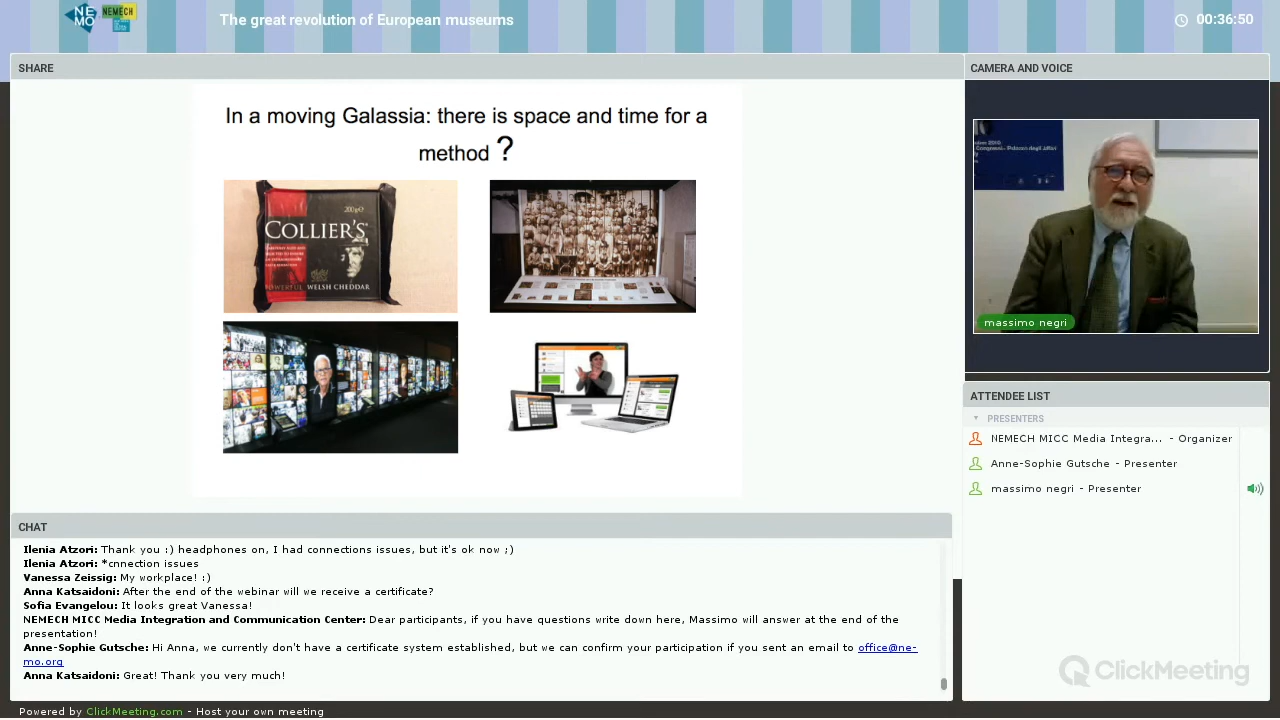 NE
MO
NEMECH
The great revolution of European museums
00:36:50
SHARE
In a moving Galassia: there is space and time for a
method ?
200g℮
COLLIER'S
POWERFUL WELSH CHEDDAR
CAMERA AND VOICE
massimo negri
ATTENDEE LIST
PRESENTERS
NEMECH MICC Media Integra... - Organizer
Anne-Sophie Gutsche - Presenter
massimo negri - Presenter
CHAT
Ilenia Atzori: Thank you :) headphones on, I had connections issues, but it's ok now ;)
Ilenia Atzori: *cnnection issues
Vanessa Zeissig: My workplace! :)
Anna Katsaidoni: After the end of the webinar will we receive a certificate?
Sofia Evangelou: It looks great Vanessa!
NEMECH MICC Media Integration and Communication Center: Dear participants, if you have questions write down here, Massimo will answer at the end of the
presentation!
Anne-Sophie Gutsche: Hi Anna, we currently don't have a certificate system established, but we can confirm your participation if you sent an email to office@ne-
mo.org
Anna Katsaidoni: Great! Thank you very much!
ClickMeeting
Powered by ClickMeeting.com - Host your own meeting